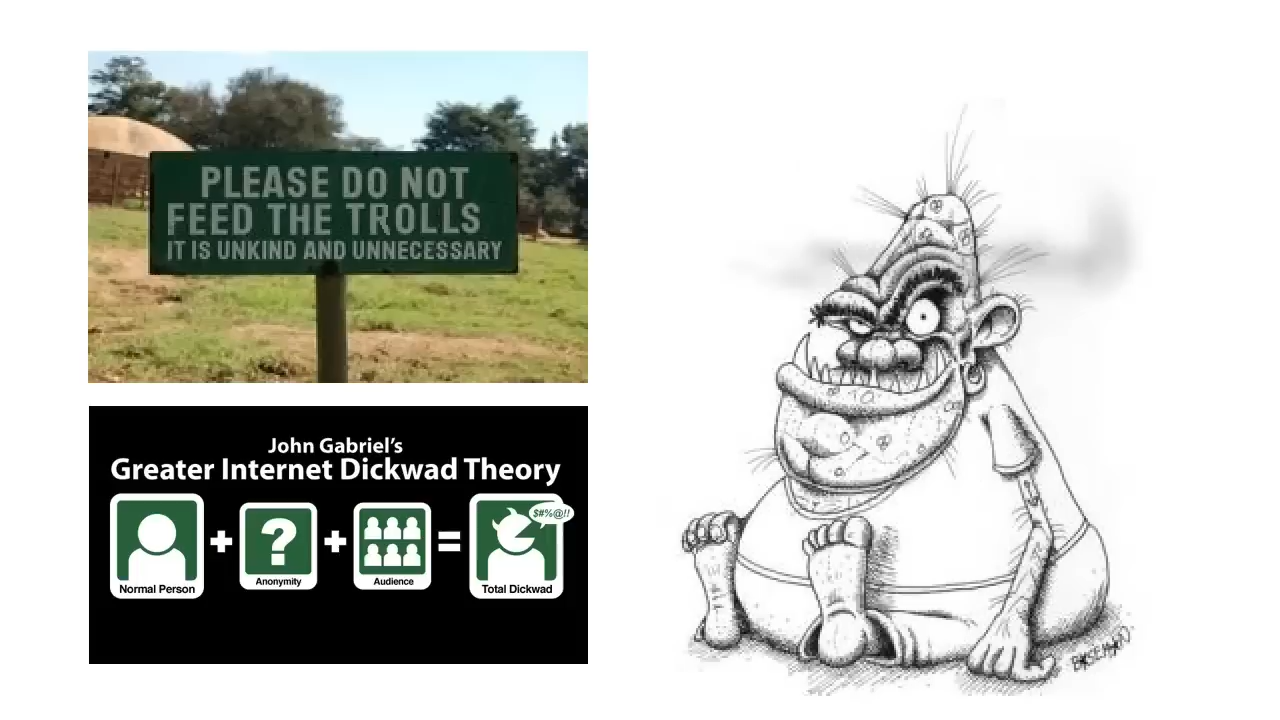 PLEASE DO NOT
FEED THE TROLLS
IT IS UNKIND AND UNNECESSARY
John Gabriel's
Greater Internet Dickwad Theory
$#%@!!
+ ? + =
Normal Person Anonymity Audience Total Dickwad